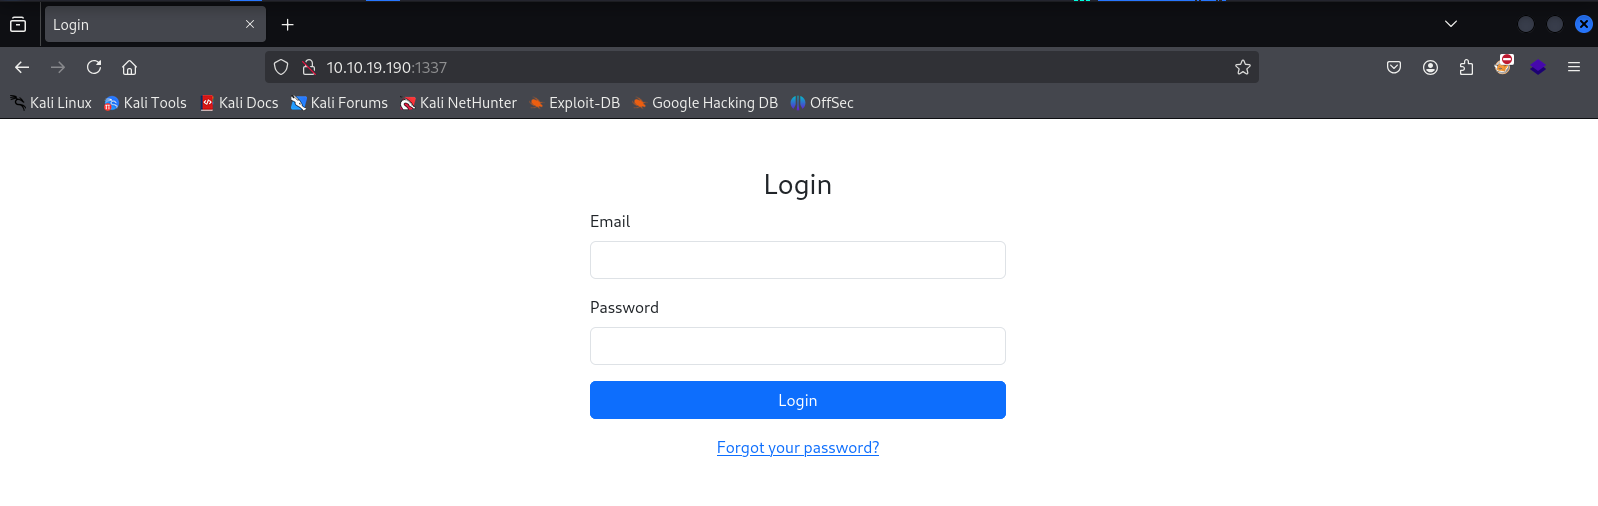 Login
10.10.19.190:1337
Kali Linux Kali Tools Kali Docs Kali Forums Kali NetHunter Exploit-DB Google Hacking DB OffSec
Login
Email
Password
Login
Forgot your password?